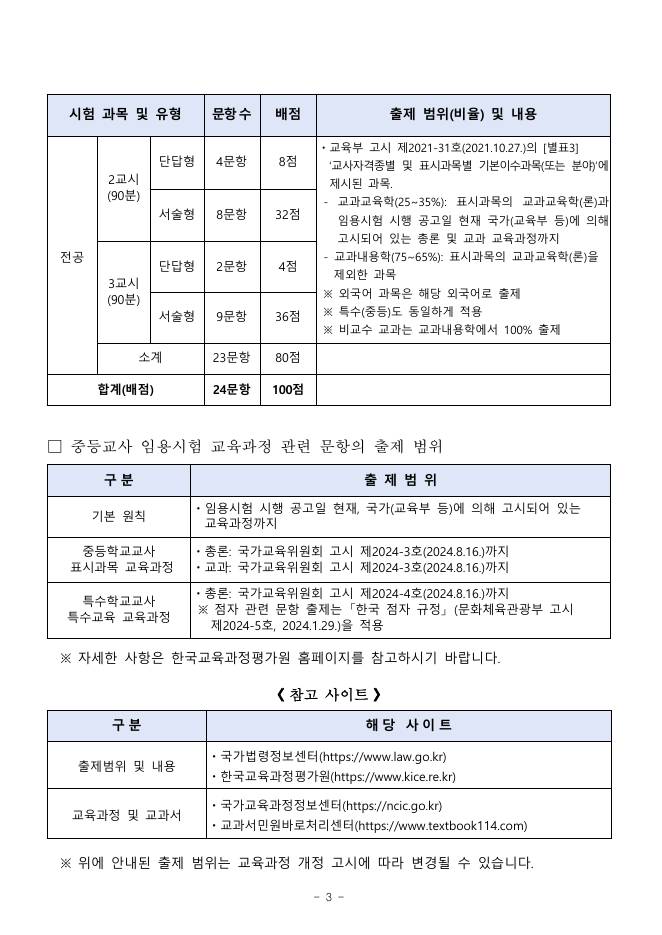 시험 과목 및 유형 문항수 배점 출제 범위(비율) 및 내용
전공
2교시
(90분)
단답형 4문항 8점
서술형 8문항 32점
3교시
(90분)
단답형 2문항 4점
서술형 9문항 36점
・교육부 고시 제2021-31호(2021.10.27.)의 [별표3]
'교사자격종별 및 표시과목별 기본이수과목(또는 분야)'에
제시된 과목.
- 교과교육학(25~35%): 표시과목의 교과교육학(론)과
임용시험 시행 공고일 현재 국가(교육부 등)에 의해
고시되어 있는 총론 및 교과 교육과정까지
- 교과내용학(75~65%): 표시과목의 교과교육학(론)을
제외한 과목
※ 외국어 과목은 해당 외국어로 출제
※ 특수(중등)도 동일하게 적용
※ 비교수 교과는 교과내용학에서 100% 출제
소계 23문항 80점
합계(배점) 24문항 100점
□ 중등교사 임용시험 교육과정 관련 문항의 출제 범위
구 분 출 제 범 위
기본 원칙
・임용시험 시행 공고일 현재, 국가(교육부 등)에 의해 고시되어 있는
교육과정까지
중등학교교사
표시과목 교육과정
・총론: 국가교육위원회 고시 제2024-3호(2024.8.16.)까지
・교과: 국가교육위원회 고시 제2024-3호(2024.8.16.)까지
특수학교교사
특수교육 교육과정
・총론: 국가교육위원회 고시 제2024-4호(2024.8.16.)까지
※ 점자 관련 문항 출제는「한국 점자 규정」(문화체육관광부 고시
제2024-5호, 2024.1.29.)을 적용
※ 자세한 사항은 한국교육과정평가원 홈페이지를 참고하시기 바랍니다.
《 참고 사이트 》
구 분 해 당 사 이 트
출제범위 및 내용
・국가법령정보센터(https://www.law.go.kr)
・한국교육과정평가원(https://www.kice.re.kr)
교육과정 및 교과서
・국가교육과정정보센터(https://ncic.go.kr)
・교과서민원바로처리센터(https://www.textbook114.com)
※ 위에 안내된 출제 범위는 교육과정 개정 고시에 따라 변경될 수 있습니다.
- 3 -